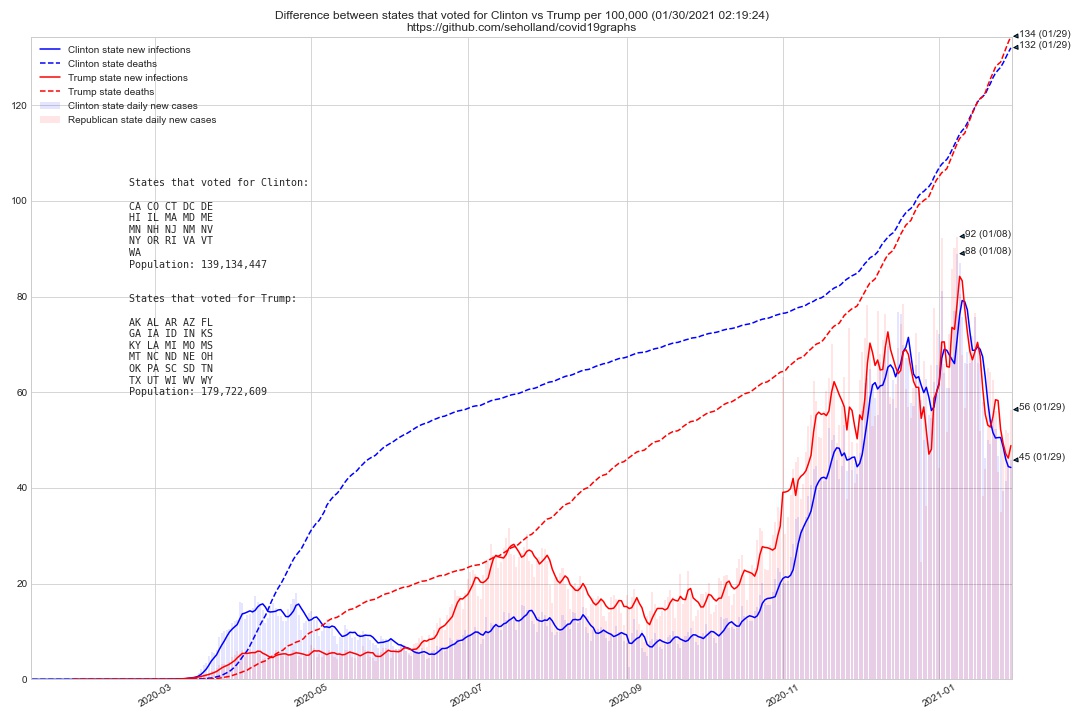 Difference between states that voted for Clinton vs Trump per 100,000 (01/30/2021 02:19:24)
https://github.com/seholland/covid19graphs
Clinton state new infections
Clinton state deaths
Trump state new infections
Trump state deaths
Clinton state daily new cases
Republican state daily new cases
States that voted for Clinton:
CA CO CT DC DE
HI IL MA MD ME
MN NH NJ NM NV
NY OR RI VA VT
WA
Population: 139,134,447
States that voted for Trump:
AK AL AR AZ FL
GA IA ID IN KS
KY LA MI MO MS
MT NC ND NE OH
OK PA SC SD TN
TX UT WI WV WY
Population: 179,722,609
134 (01/29)
132 (01/29)
92 (01/08)
88 (01/08)
56 (01/29)
45 (01/29)
120
100
80
60
40
20
0
2020-03
2020-05
2020-07
2020-09
2020-11
2021-01